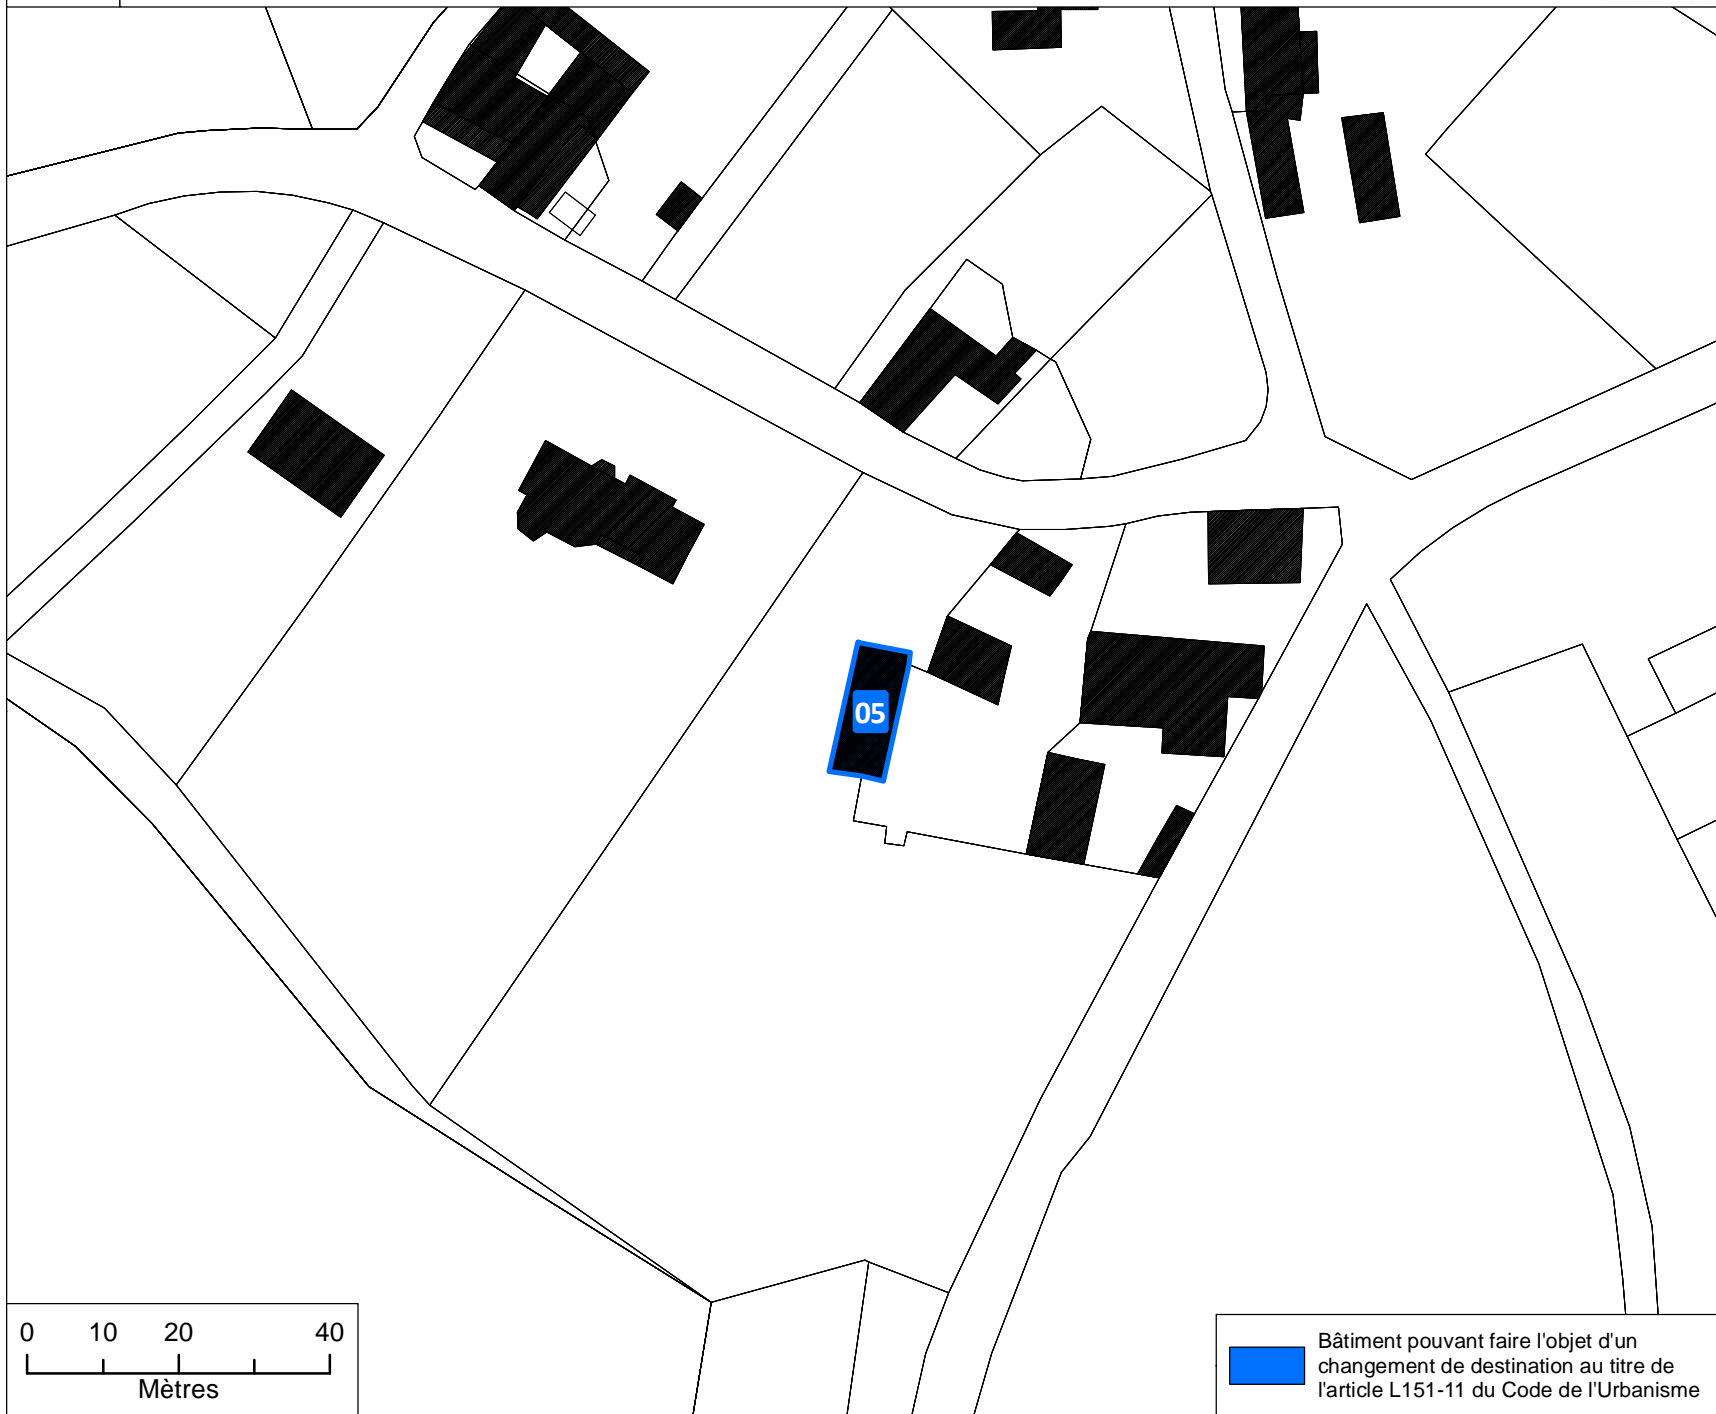 05
0 10 20 40
Mètres
Bâtiment pouvant faire l'objet d'un
changement de destination au titre de
l'article L151-11 du Code de l'Urbanisme